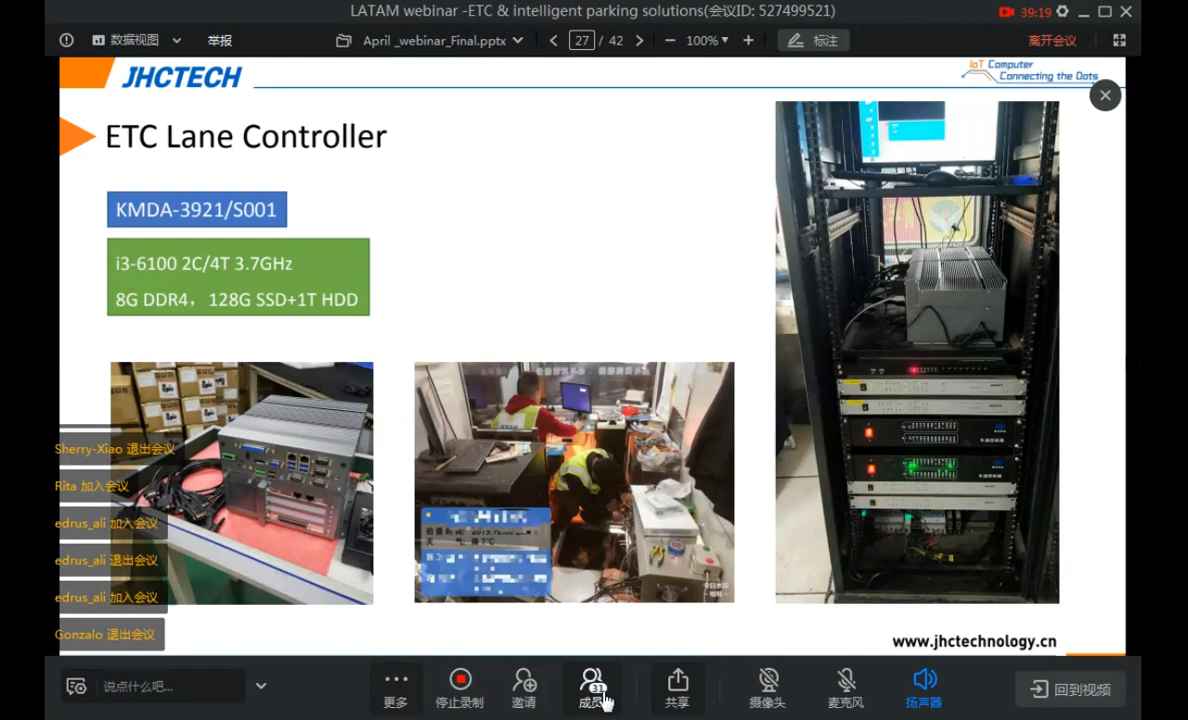 LATAM webinar -ETC & intelligent parking solutions(会议ID: 527499521)
39:19
数据视图
举报
April _webinar_Final.pptx
27 / 42
100%
标注
离开会议
JHCTECH
IoT Computer
Connecting the Dots
ETC Lane Controller
KMDA-3921/S001
i3-6100 2C/4T 3.7GHz
8G DDR4，128G SSD+1T HDD
Sherry-Xiao 退出会议
Rita 加入会议
edrus_ali 加入会议
edrus_ali 退出会议
edrus_ali 加入会议
Gonzalo 退出会议
今日水印
相机
www.jhctechnology.cn
说点什么吧...
更多
停止录制
邀请
31
成员
共享
摄像头
麦克风
扬声器
回到视频